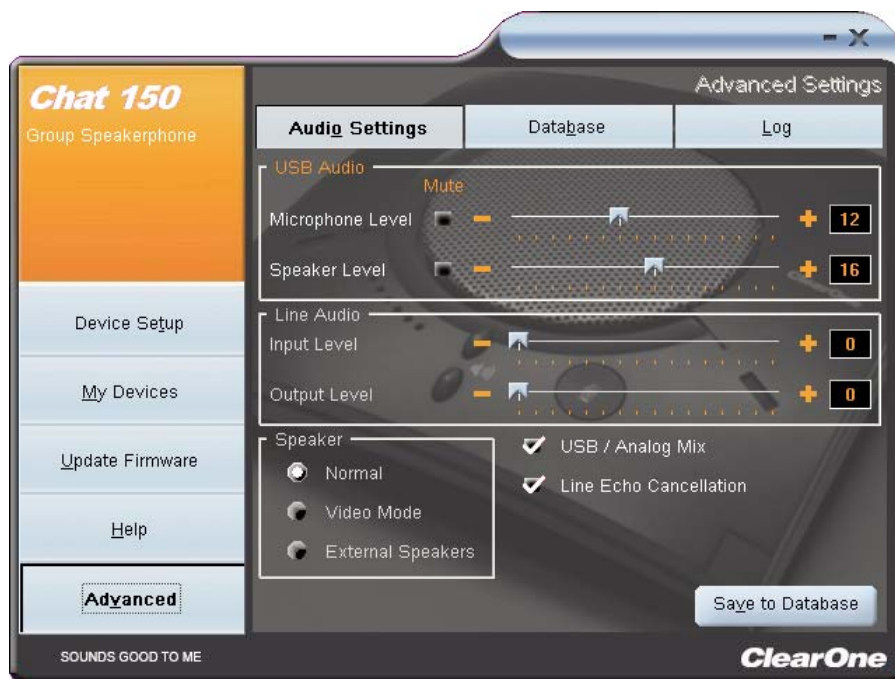 Chat 150
Group Speakerphone
Advanced Settings
Audio Settings
Database
Log
USB Audio
Mute
Microphone Level
12
Speaker Level
16
Line Audio
Input Level
0
Output Level
0
Speaker
Normal
Video Mode
External Speakers
USB / Analog Mix
Line Echo Cancellation
Device Setup
My Devices
Update Firmware
Help
Advanced
Save to Database
SOUNDS GOOD TO ME
ClearOne